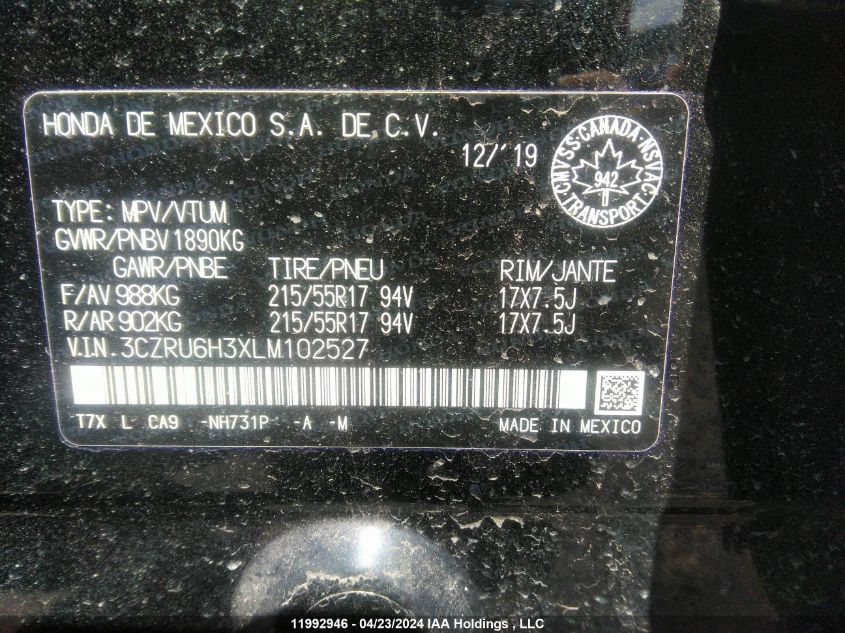 HONDA DE MEXICO S.A. DE C.V.
12/'19
CMVSS·CANADA·NSVAC
942
TRANSPORT
TYPE: MPV/VTUM
GVWR/PNBV 1890KG
GAWR/PNBE TIRE/PNEU RIM/JANTE
F/AV 988KG 215/55R17 94V 17X7.5J
R/AR 902KG 215/55R17 94V 17X7.5J
V.I.N. 3CZRU6H3XLM102527
T7X L CA9 -NH731P -A -M MADE IN MEXICO
11992946 - 04/23/2024 IAA Holdings , LLC